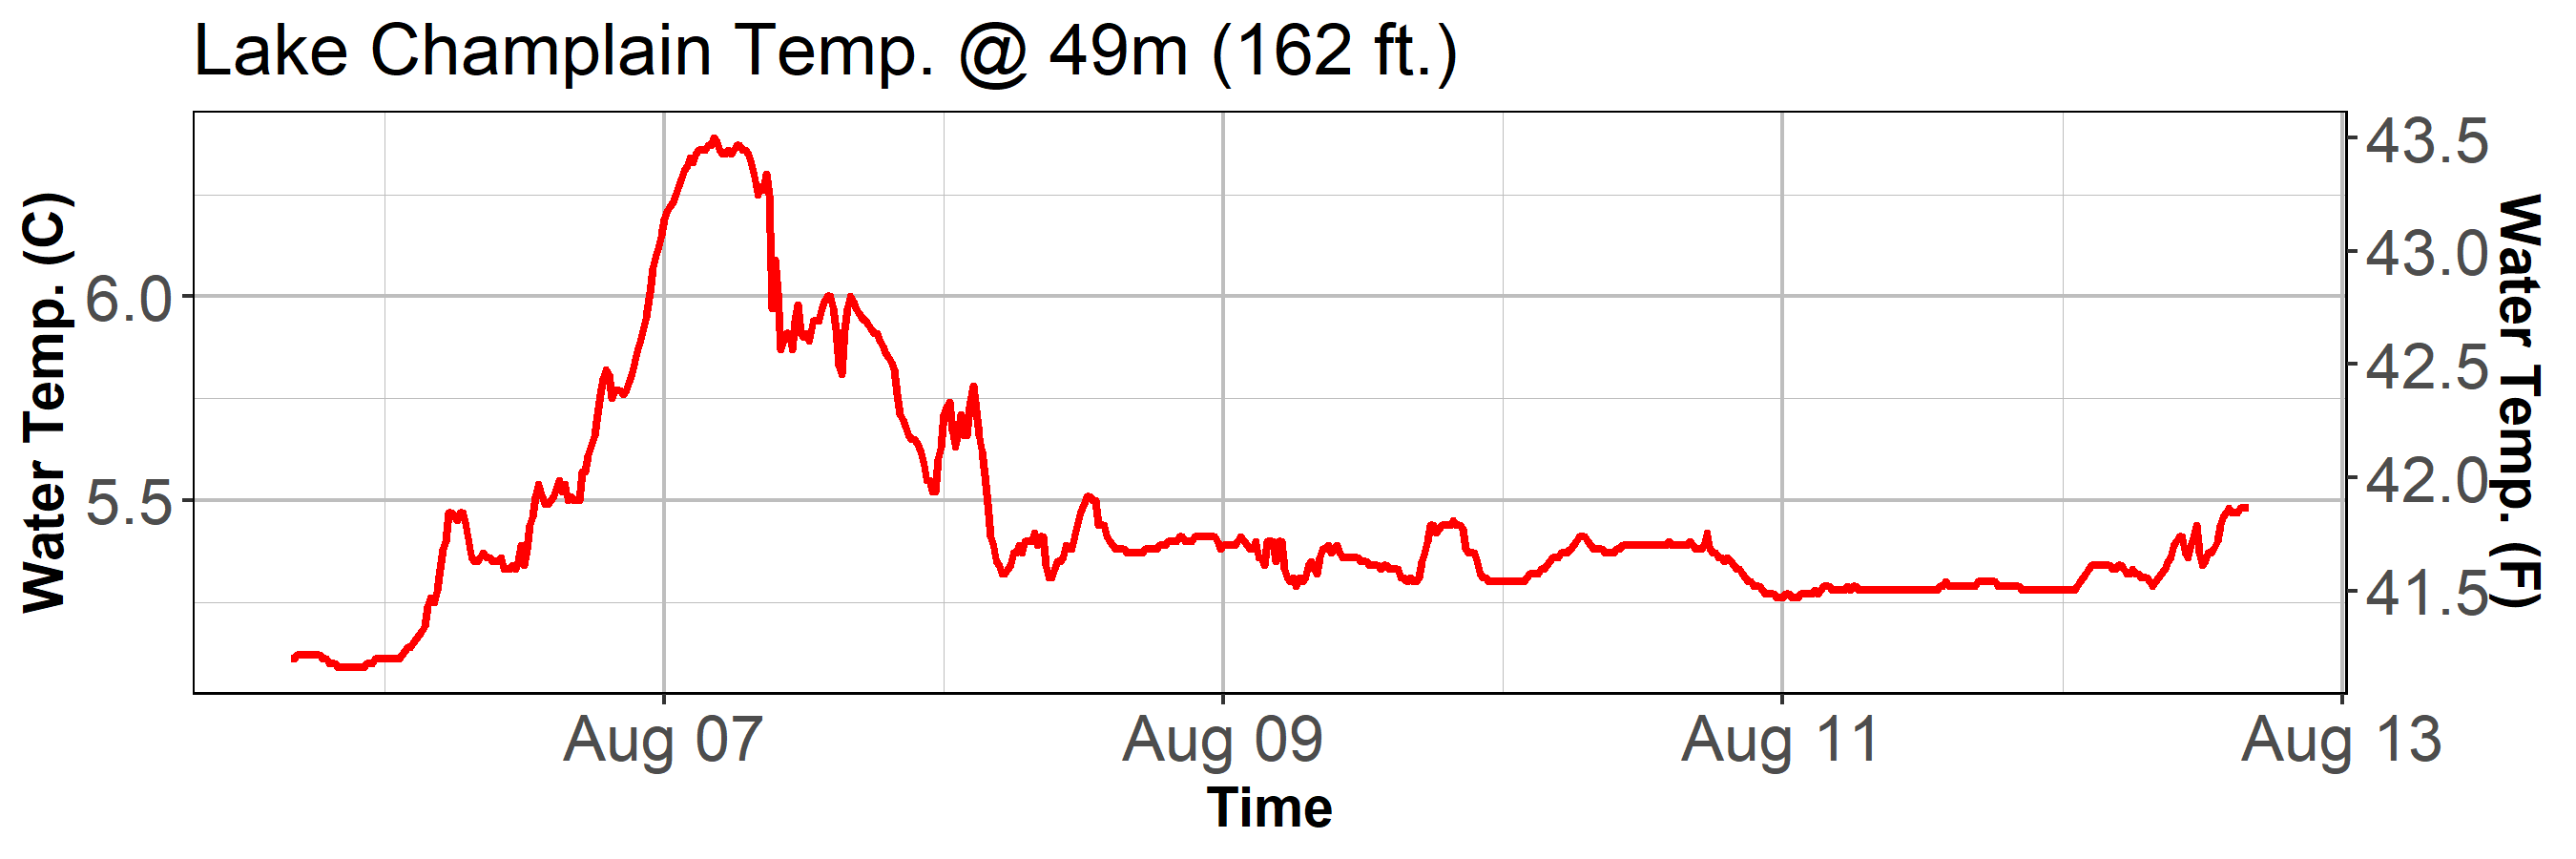 Lake Champlain Temp. @ 49m (162 ft.)
Water Temp. (C)
6.0
5.5
43.5
43.0
42.5
42.0
41.5
Water Temp. (F)
Aug 07
Aug 09
Aug 11
Aug 13
Time